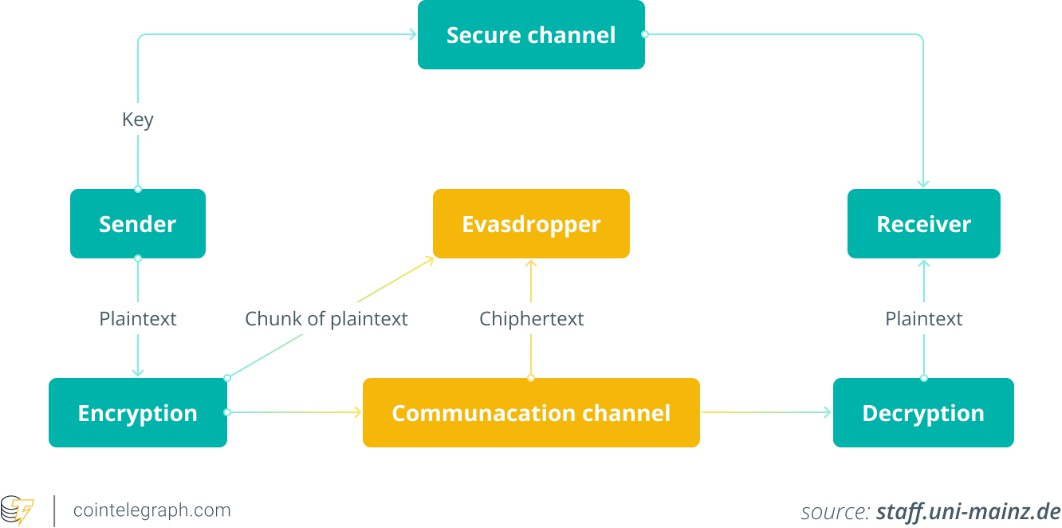 Secure channel
Key
Sender
Evasdropper
Receiver
Plaintext
Chunk of plaintext
Chiphertext
Plaintext
Encryption
Communacation channel
Decryption
cointelegraph.com
source: staff.uni-mainz.de